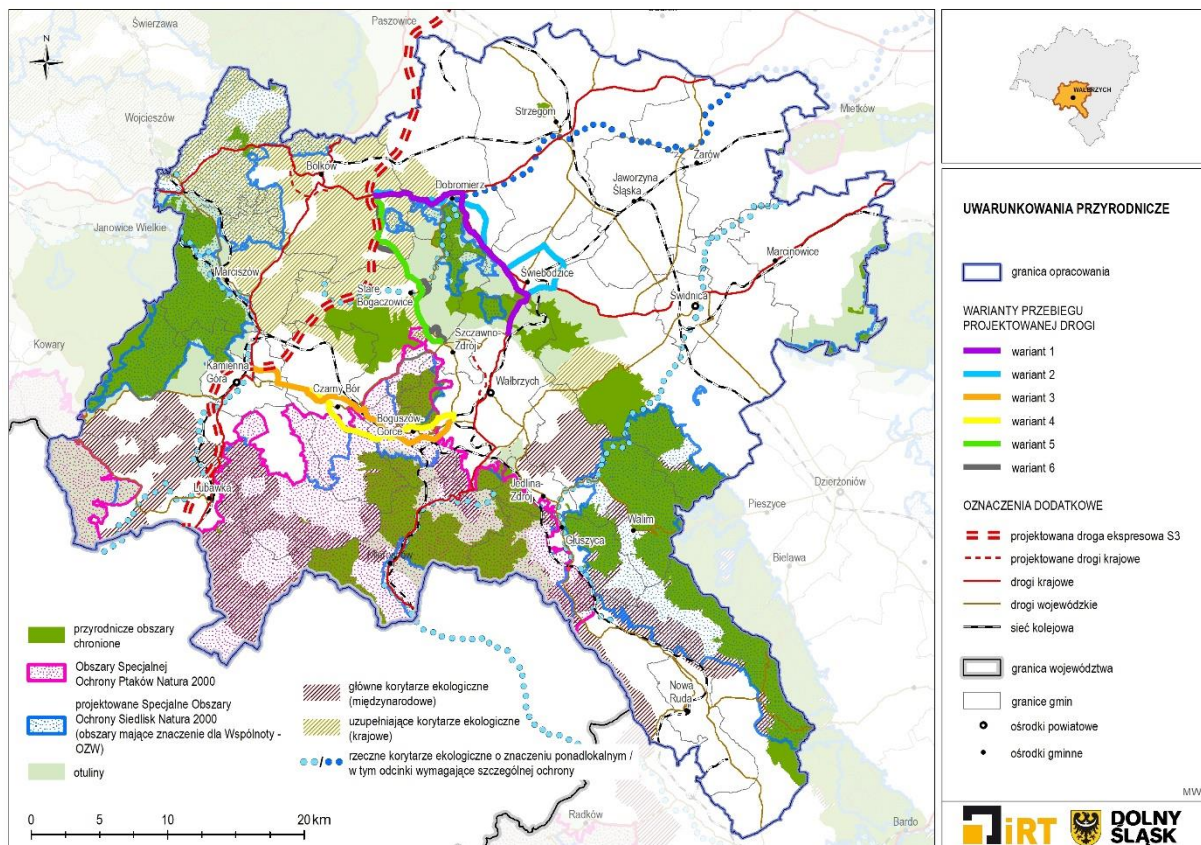 Paszowice
Świerzawa
N
Strzegom
Mietków
Wojcieszów
Żarów
Bolków
Dobromierz
Jaworzyna
Śląska
Janowice Wielkie
Marcinowice
Marciszów
Świebodzice
Stare
Bogaczowice
Świdnica
Szczawno-
Zdrój
Kowary
Kamienna
Góra
Czarny Bór
Wałbrzych
Boguszów
Gorce
Dzierżoniów
Lubawka
Jedlina-
Zdrój
Pieszyce
Walim
Głuszyca
Bielawa
Mieroszów
Nowa
Ruda
Radków
Bardo
przyrodnicze obszary
chronione
Obszary Specjalnej
Ochrony Ptaków Natura 2000
projektowane Specjalne Obszary
Ochrony Siedlisk Natura 2000
(obszary mające znaczenie dla Wspólnoty -
OZW)
otuliny
główne korytarze ekologiczne
(międzynarodowe)
uzupełniające korytarze ekologiczne
(krajowe)
rzeczne korytarze ekologiczne o znaczeniu ponadlokalnym /
w tym odcinki wymagające szczególnej ochrony
0 5 10 15 20 km
WAŁBRZYCH
UWARUNKOWANIA PRZYRODNICZE
granica opracowania
WARIANTY PRZEBIEGU
PROJEKTOWANEJ DROGI
wariant 1
wariant 2
wariant 3
wariant 4
wariant 5
wariant 6
OZNACZENIA DODATKOWE
projektowana droga ekspresowa S3
projektowane drogi krajowe
drogi krajowe
drogi wojewódzkie
sieć kolejowa
granica województwa
granice gmin
ośrodki powiatowe
ośrodki gminne
MW
iRT
DOLNY
ŚLĄSK